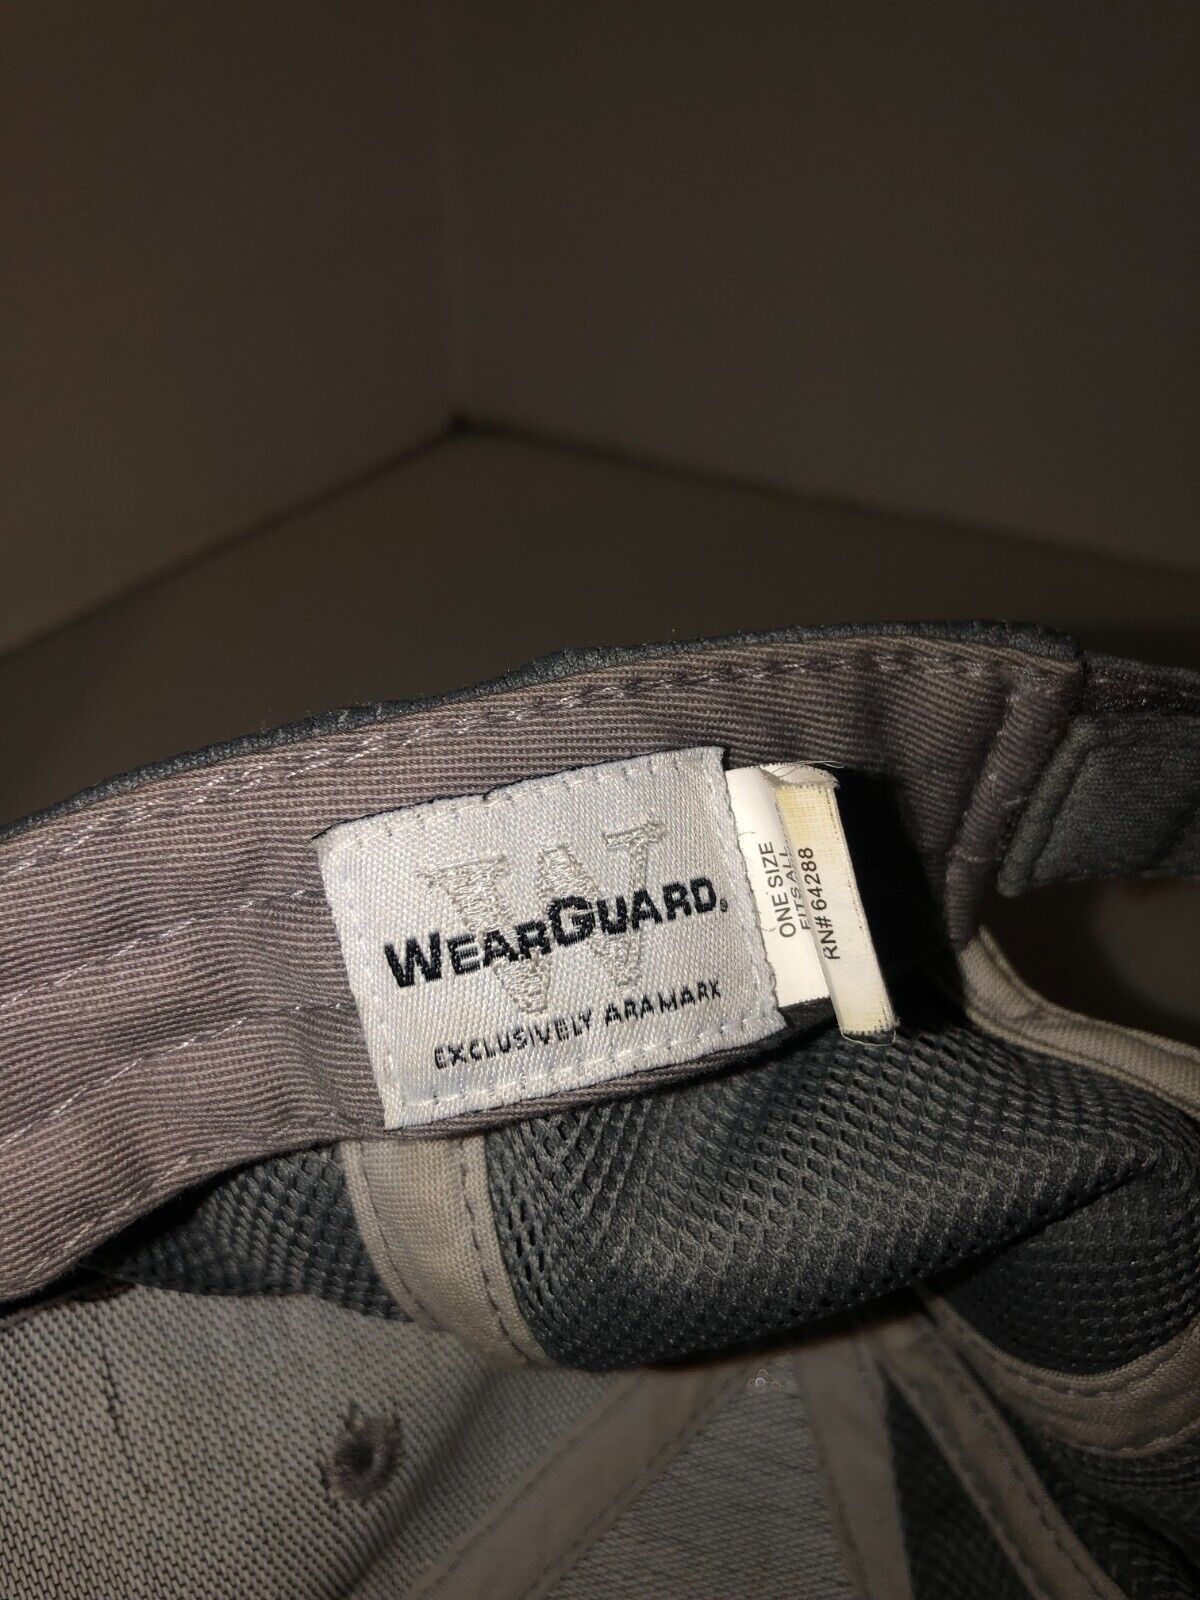 W
WEARGUARD®
EXCLUSIVELY ARAMARK
ONE SIZE
FITS ALL
RN# 64288